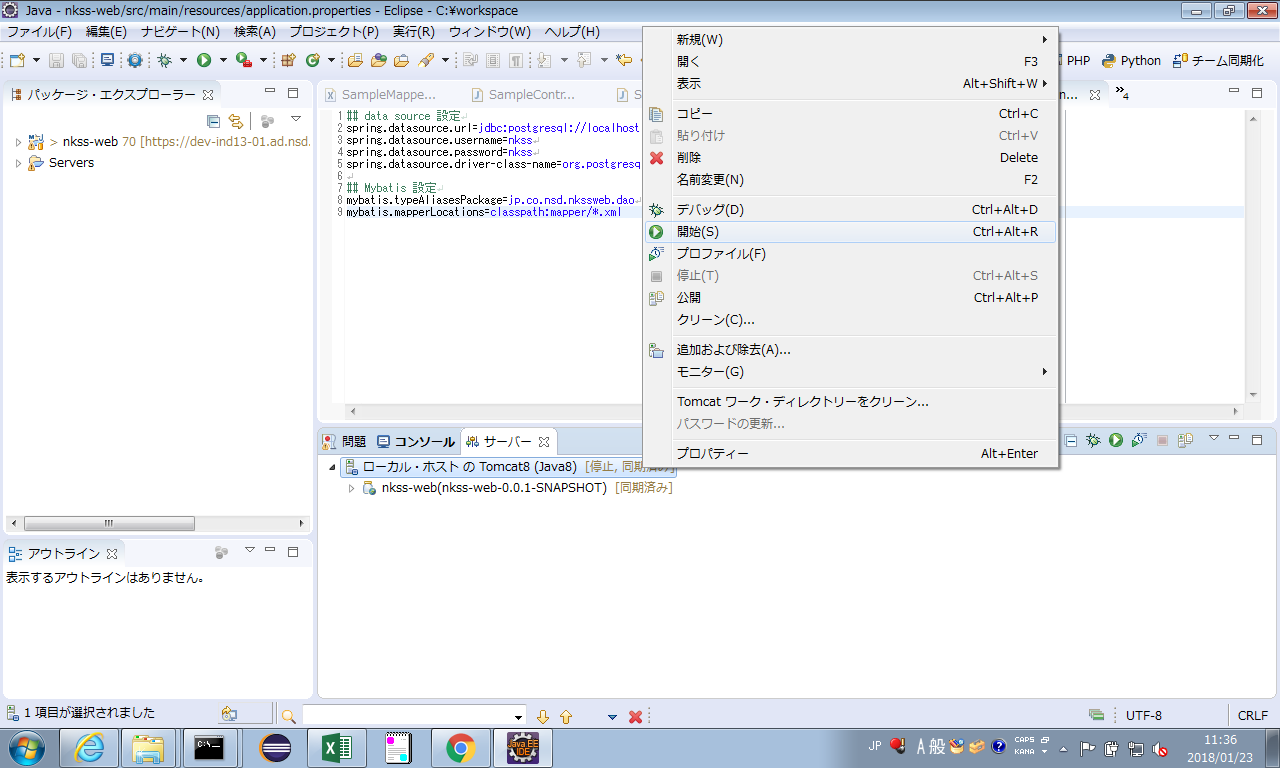 Java - nkss-web/src/main/resources/application.properties - Eclipse - C:¥workspace
ファイル(F) 編集(E) ナビゲート(N) 検索(A) プロジェクト(P) 実行(R) ウィンドウ(W) ヘルプ(H)
PHP Python チーム同期化
パッケージ・エクスプローラー
> nkss-web 70 [https://dev-ind13-01.ad.nsd.
Servers
SampleMappe... SampleContr... S n... 4
1 ## data source 設定
2 spring.datasource.url=jdbc:postgresql://localhost
3 spring.datasource.username=nkss
4 spring.datasource.password=nkss
5 spring.datasource.driver-class-name=org.postgresq
6
7 ## Mybatis 設定
8 mybatis.typeAliasesPackage=jp.co.nsd.nkssweb.dao
9 mybatis.mapperLocations=classpath:mapper/*.xml
新規(W)
開く F3
表示 Alt+Shift+W
コピー Ctrl+C
貼り付け Ctrl+V
削除 Delete
名前変更(N) F2
デバッグ(D) Ctrl+Alt+D
開始(S) Ctrl+Alt+R
プロファイル(F)
停止(T) Ctrl+Alt+S
公開 Ctrl+Alt+P
クリーン(C)...
追加および除去(A)...
モニター(G)
Tomcat ワーク・ディレクトリーをクリーン...
パスワードの更新...
プロパティー Alt+Enter
問題 コンソール サーバー
ローカル・ホスト の Tomcat8 (Java8) [停止, 同期済み]
nkss-web(nkss-web-0.0.1-SNAPSHOT) [同期済み]
アウトライン
表示するアウトラインはありません。
1 項目が選択されました
UTF-8 CRLF
C:\_
Java EE
IDE
JP A 般 CAPS
KANA
11:36
2018/01/23